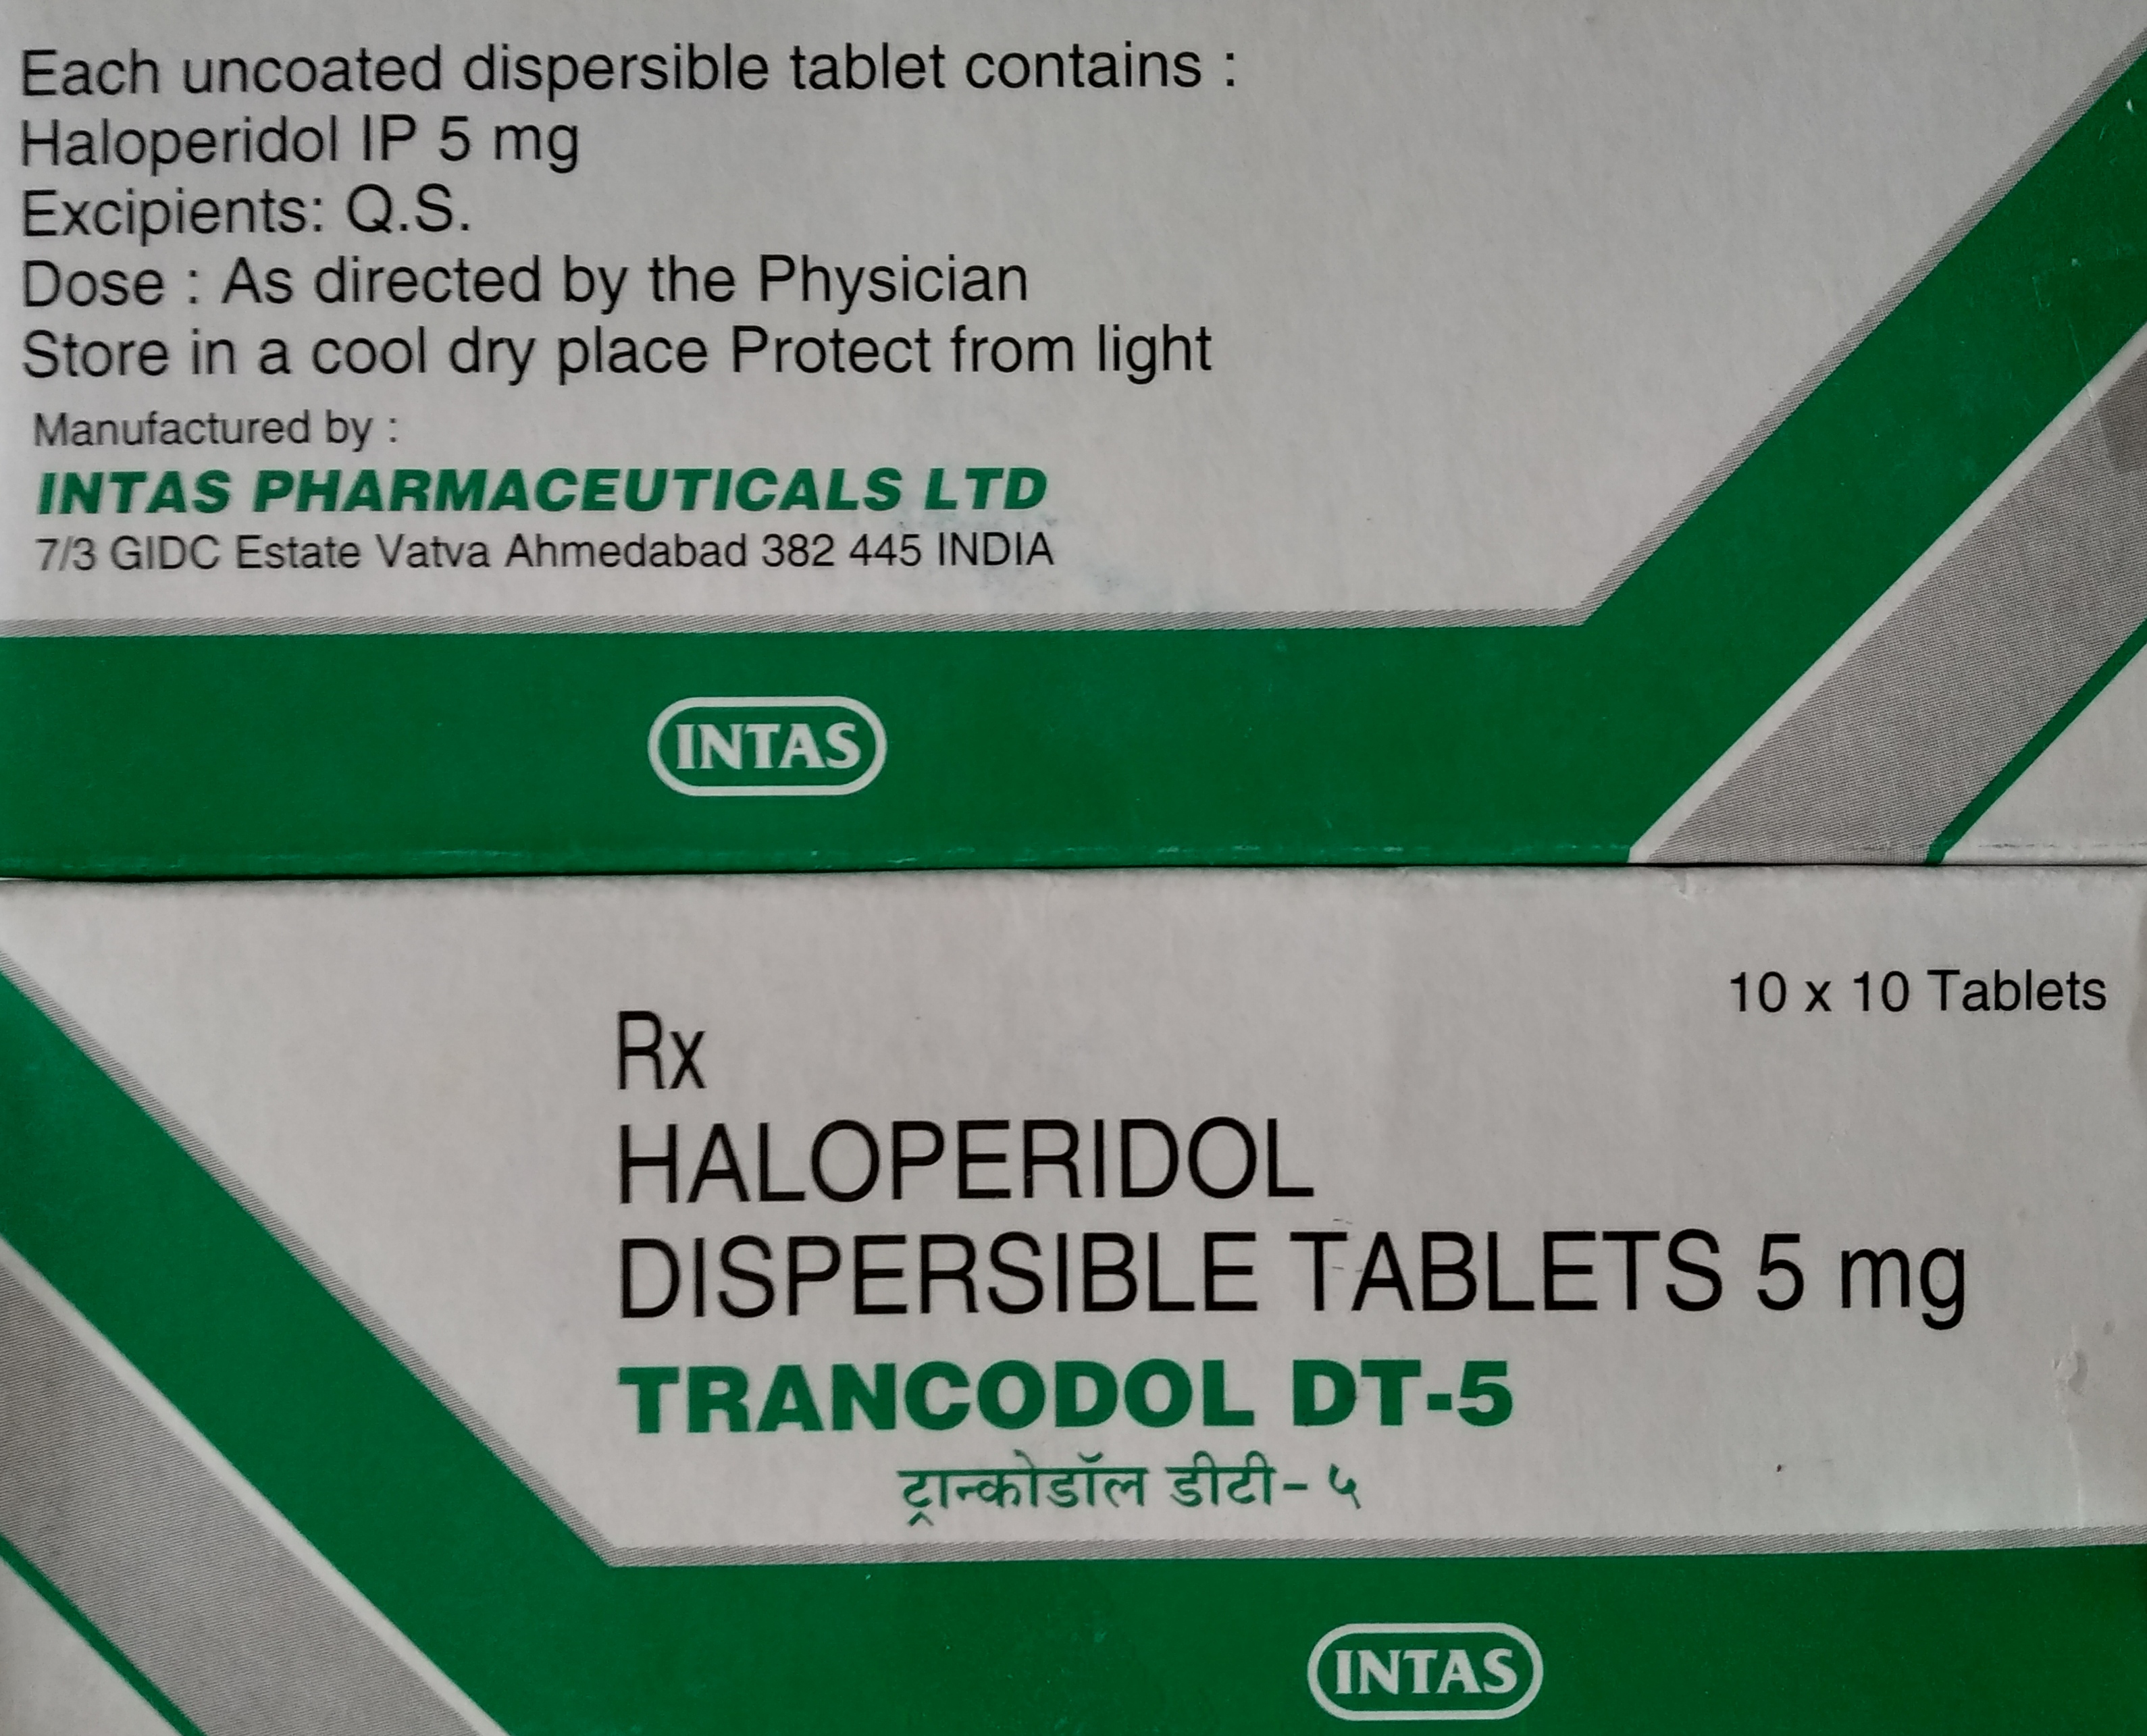 Each uncoated dispersible tablet contains :
Haloperidol IP 5 mg
Excipients: Q.S.
Dose : As directed by the Physician
Store in a cool dry place Protect from light
Manufactured by :
INTAS PHARMACEUTICALS LTD
7/3 GIDC Estate Vatva Ahmedabad 382 445 INDIA
INTAS
10 x 10 Tablets
Rx
HALOPERIDOL
DISPERSIBLE TABLETS 5 mg
TRANCODOL DT-5
ट्रान्कोडॉल डीटी- ५
INTAS